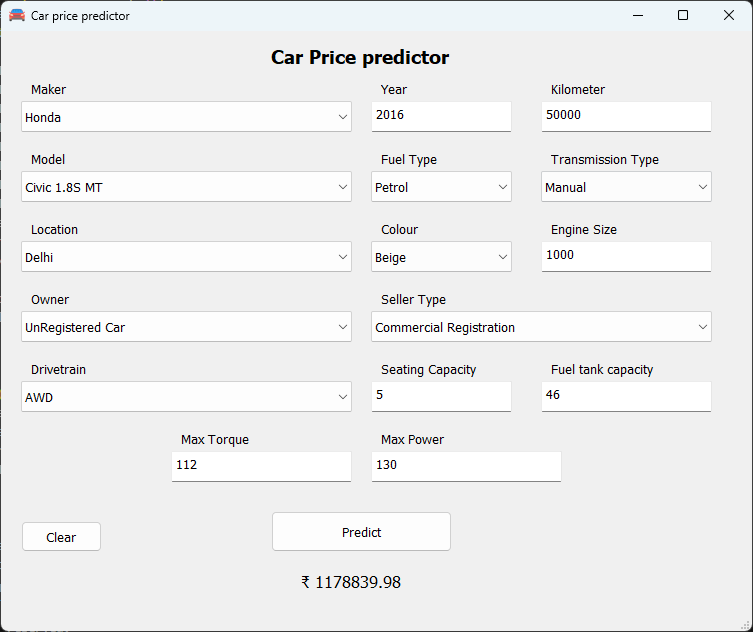 Car price predictor
Car Price predictor
Maker Year Kilometer
Honda 2016 50000
Model Fuel Type Transmission Type
Civic 1.8S MT Petrol Manual
Location Colour Engine Size
Delhi Beige 1000
Owner Seller Type
UnRegistered Car Commercial Registration
Drivetrain Seating Capacity Fuel tank capacity
AWD 5 46
Max Torque Max Power
112 130
Clear Predict
₹ 1178839.98